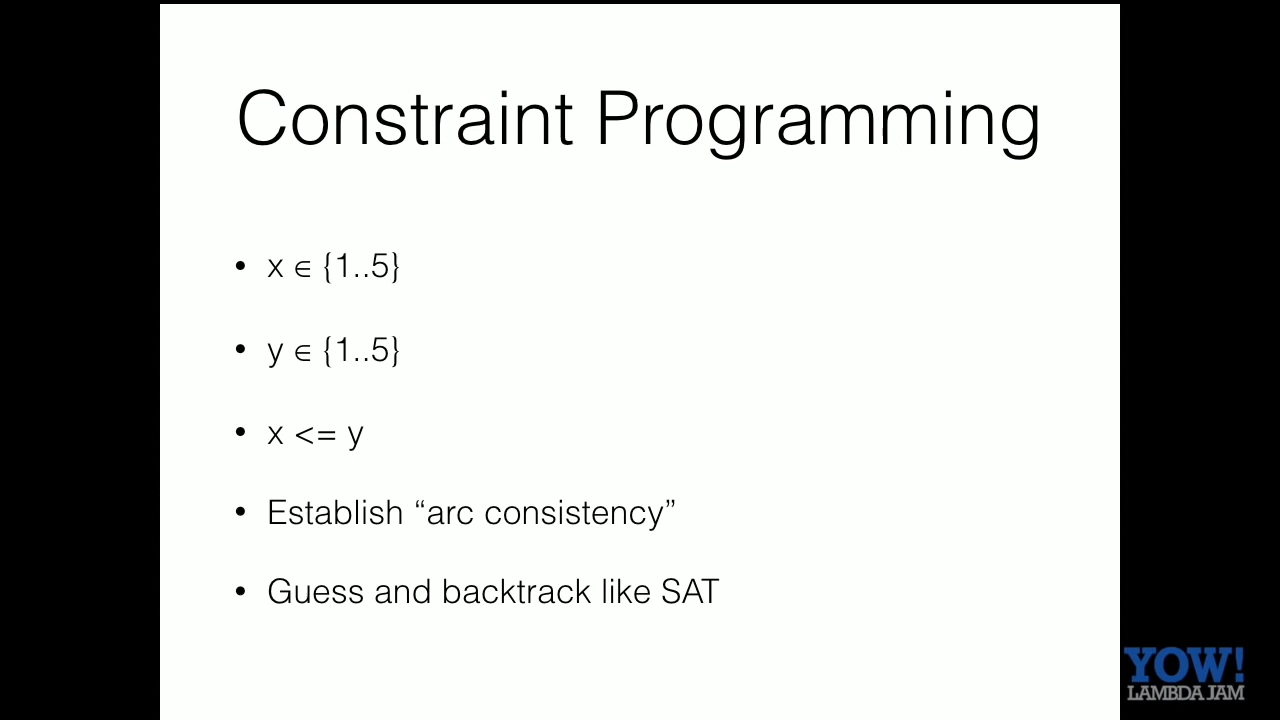 Constraint Programming
• x ∈ {1..5}
• y ∈ {1..5}
• x <= y
• Establish “arc consistency”
• Guess and backtrack like SAT
YOW!
LAMBDA JAM